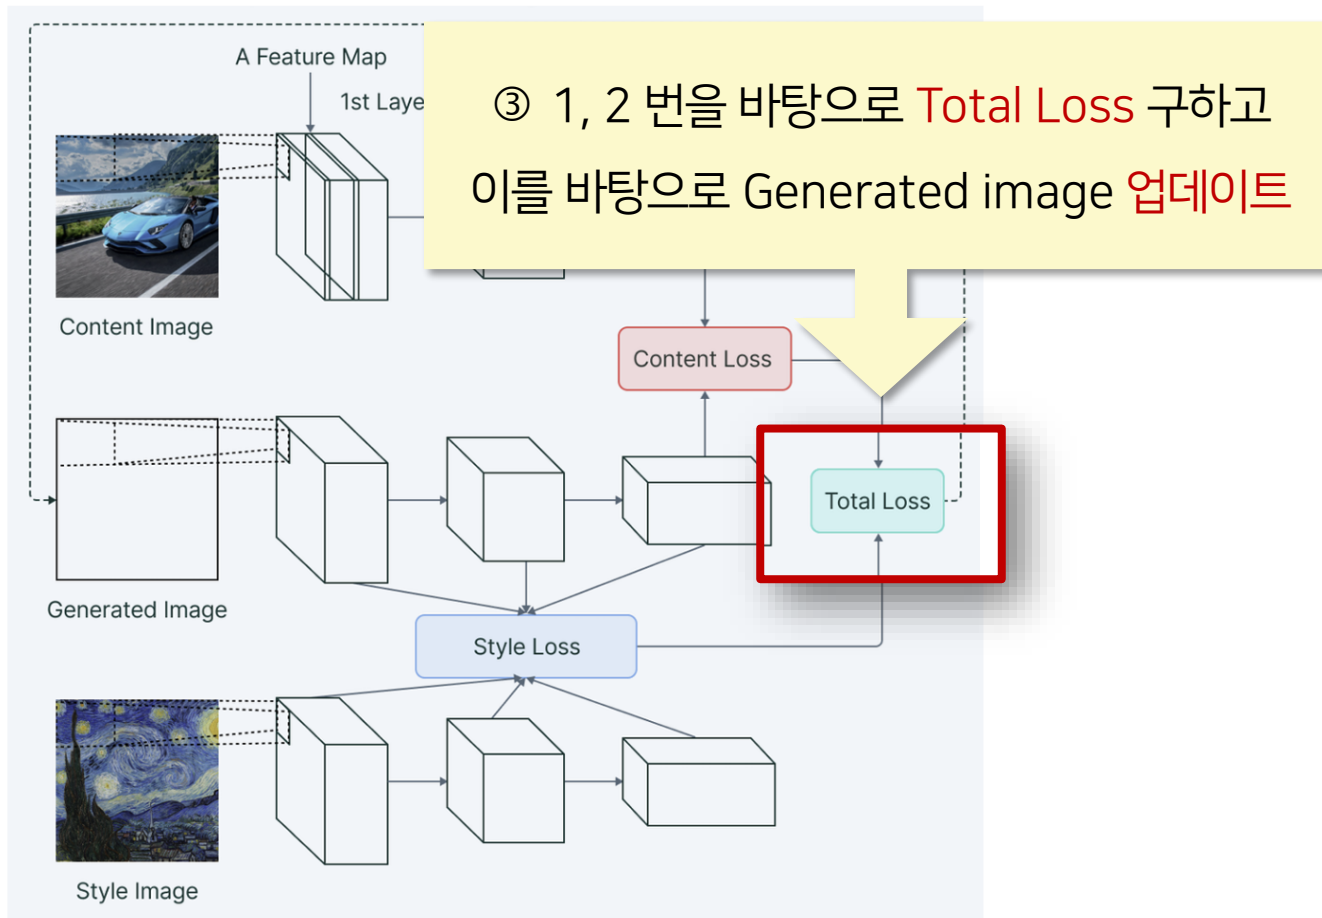 A Feature Map
1st Laye
③ 1, 2 번을 바탕으로 Total Loss 구하고
이를 바탕으로 Generated image 업데이트
Content Image
Content Loss
Total Loss
Generated Image
Style Loss
Style Image